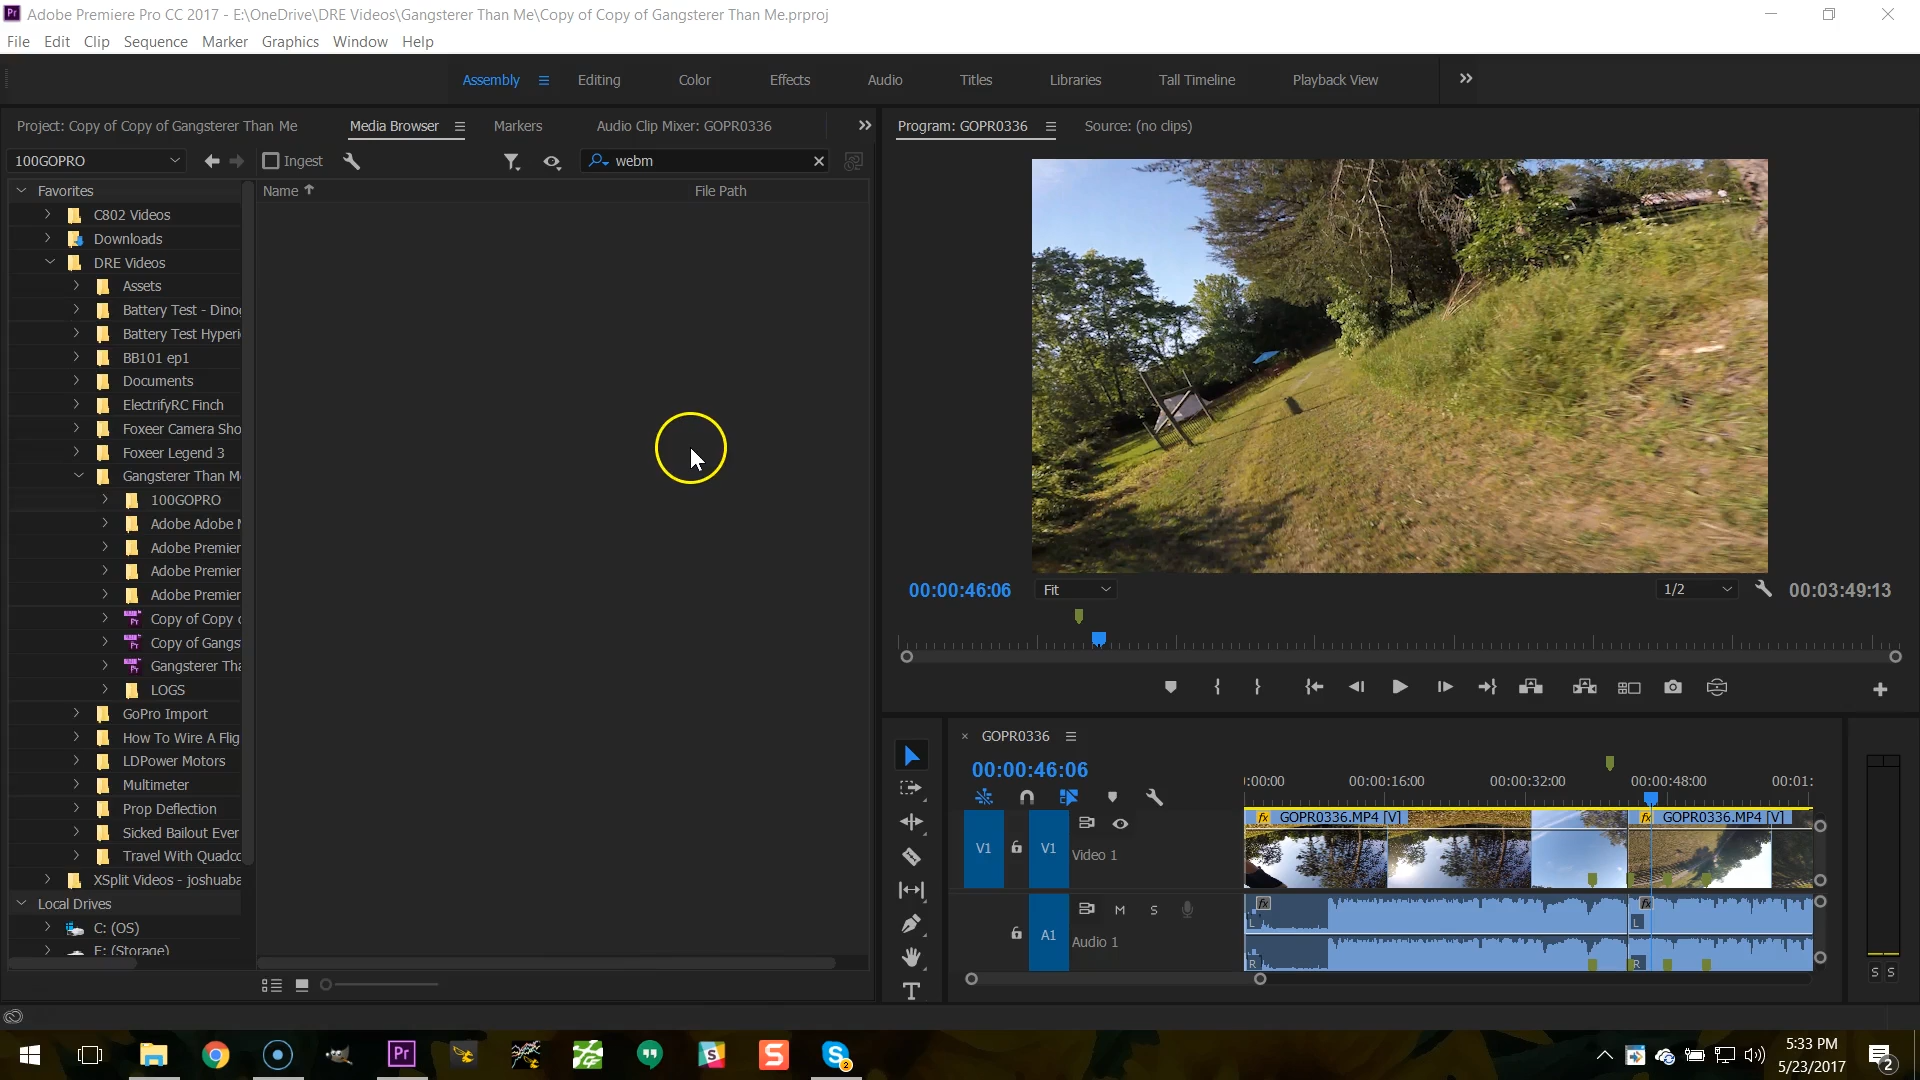 Adobe Premiere Pro CC 2017 - E:\OneDrive\DRE Videos\Gangsterer Than Me\Copy of Copy of Gangsterer Than Me.prproj
File Edit Clip Sequence Marker Graphics Window Help
Assembly Editing Color Effects Audio Titles Libraries Tall Timeline Playback View
Project: Copy of Copy of Gangsterer Than Me Media Browser Markers Audio Clip Mixer: GOPR0336
100GOPRO Ingest webm
Name File Path
Favorites
C802 Videos
Downloads
DRE Videos
Assets
Battery Test - Dino
Battery Test Hyperi
BB101 ep1
Documents
ElectrifyRC Finch
Foxeer Camera Sho
Foxeer Legend 3
Gangsterer Than M
100GOPRO
Adobe Adobe
Adobe Premier
Adobe Premier
Adobe Premier
Copy of Copy
Copy of Gangs
Gangsterer Tha
LOGS
GoPro Import
How To Wire A Flig
LDPower Motors
Multimeter
Prop Deflection
Sicked Bailout Ever
Travel With Quadco
XSplit Videos - joshuaba
Local Drives
C: (OS)
E: (Storage)
Program: GOPR0336 Source: (no clips)
00:00:46:06 Fit 1/2 00:03:49:13
GOPR0336
00:00:46:06
:00:00 00:00:16:00 00:00:32:00 00:00:48:00 00:01:
V1 V1 Video 1
fx GOPR0336.MP4 [V] fx GOPR0336.MP4 [V]
M S
A1 Audio 1
fx fx
L L
R R
S S
T
Pr
S
S
2
5:33 PM
5/23/2017
2